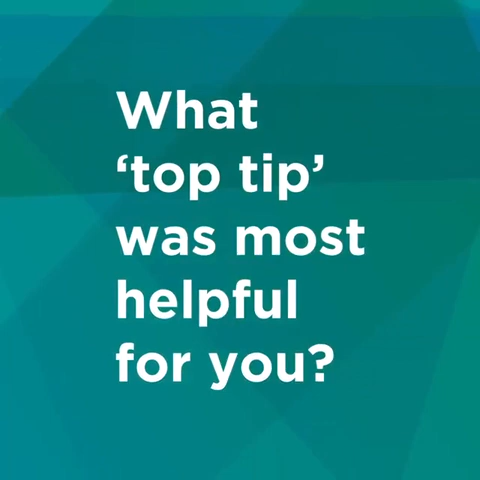 What
‘top tip’
was most
helpful
for you?